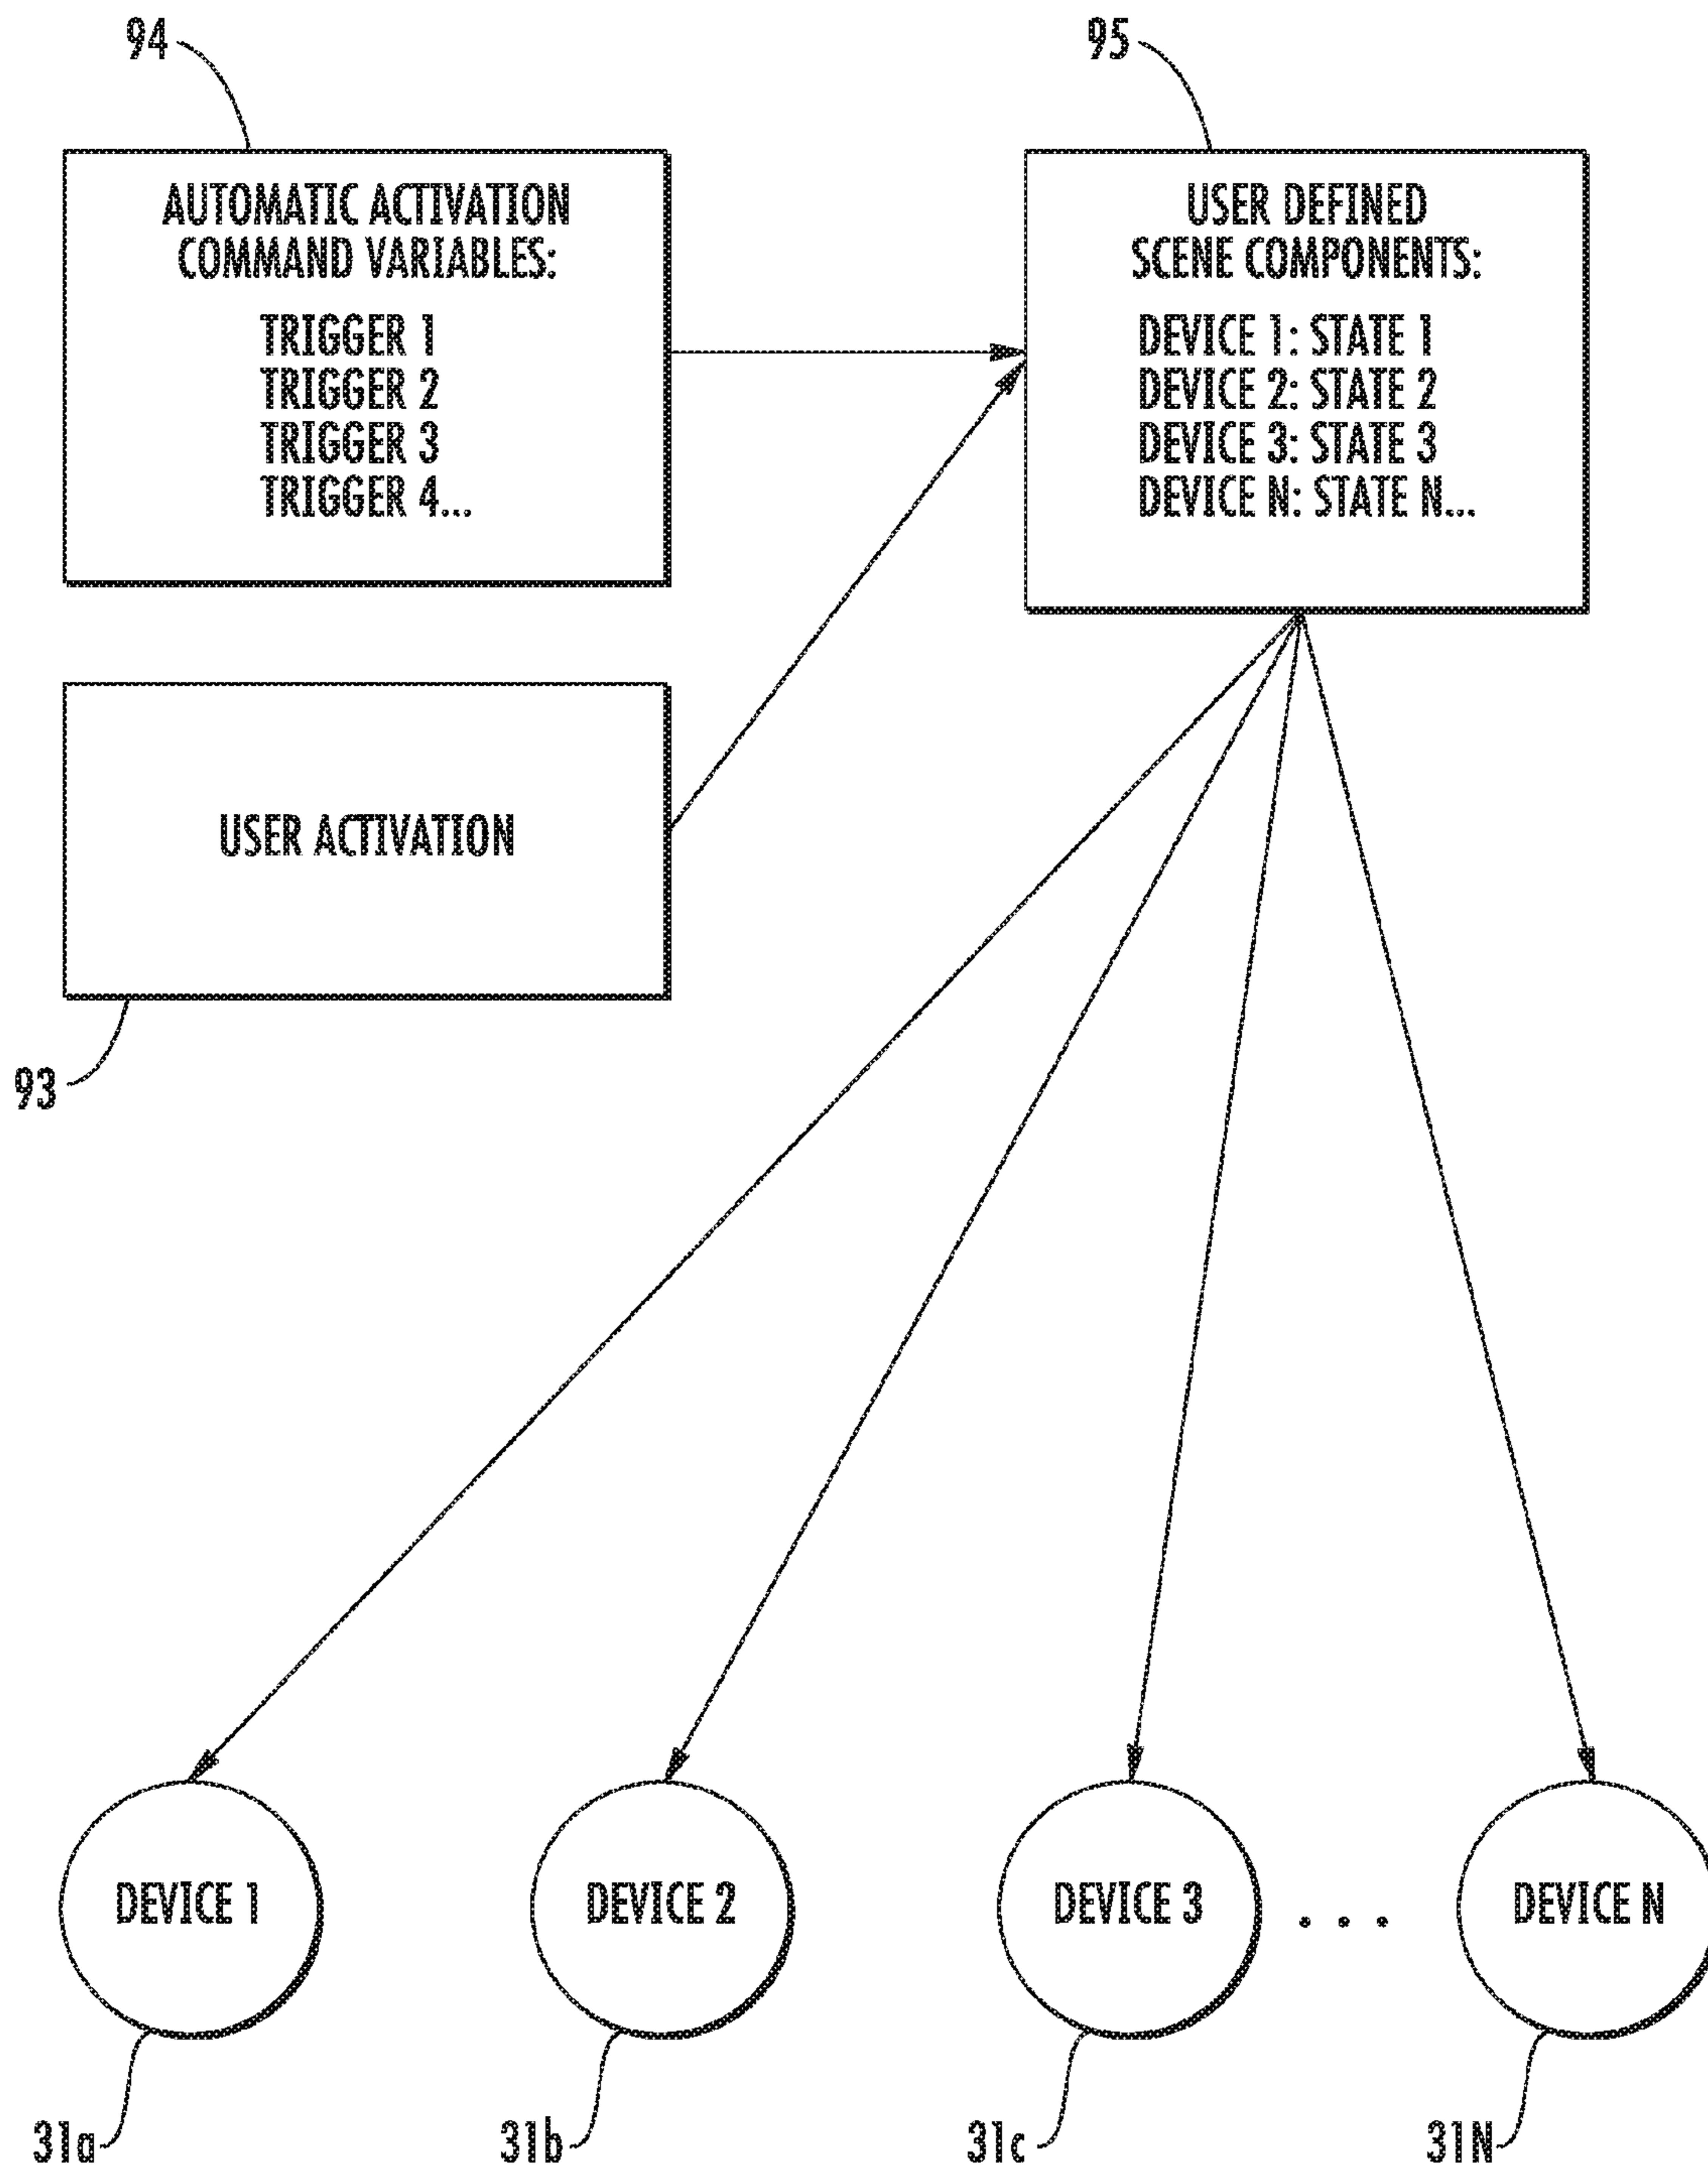 94
95
AUTOMATIC ACTIVATION
COMMAND VARIABLES:
TRIGGER 1
TRIGGER 2
TRIGGER 3
TRIGGER 4...
USER DEFINED
SCENE COMPONENTS:
DEVICE 1: STATE 1
DEVICE 2: STATE 2
DEVICE 3: STATE 3
DEVICE N: STATE N...
USER ACTIVATION
93
DEVICE 1
DEVICE 2
DEVICE 3
. . .
DEVICE N
31a
31b
31c
31N